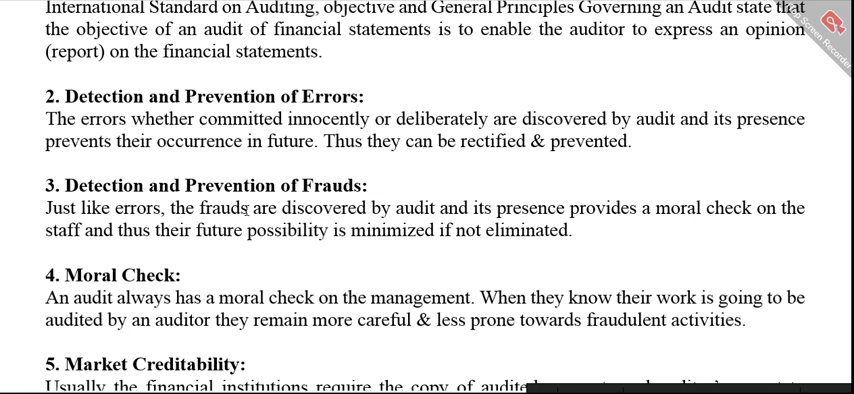 International Standard on Auditing, objective and General Principles Governing an Audit state that
the objective of an audit of financial statements is to enable the auditor to express an opinion
(report) on the financial statements.
2. Detection and Prevention of Errors:
The errors whether committed innocently or deliberately are discovered by audit and its presence
prevents their occurrence in future. Thus they can be rectified & prevented.
3. Detection and Prevention of Frauds:
Just like errors, the frauds are discovered by audit and its presence provides a moral check on the
staff and thus their future possibility is minimized if not eliminated.
4. Moral Check:
An audit always has a moral check on the management. When they know their work is going to be
audited by an auditor they remain more careful & less prone towards fraudulent activities.
5. Market Creditability:
Usually the financial institutions require the copy of
Screen Recorder